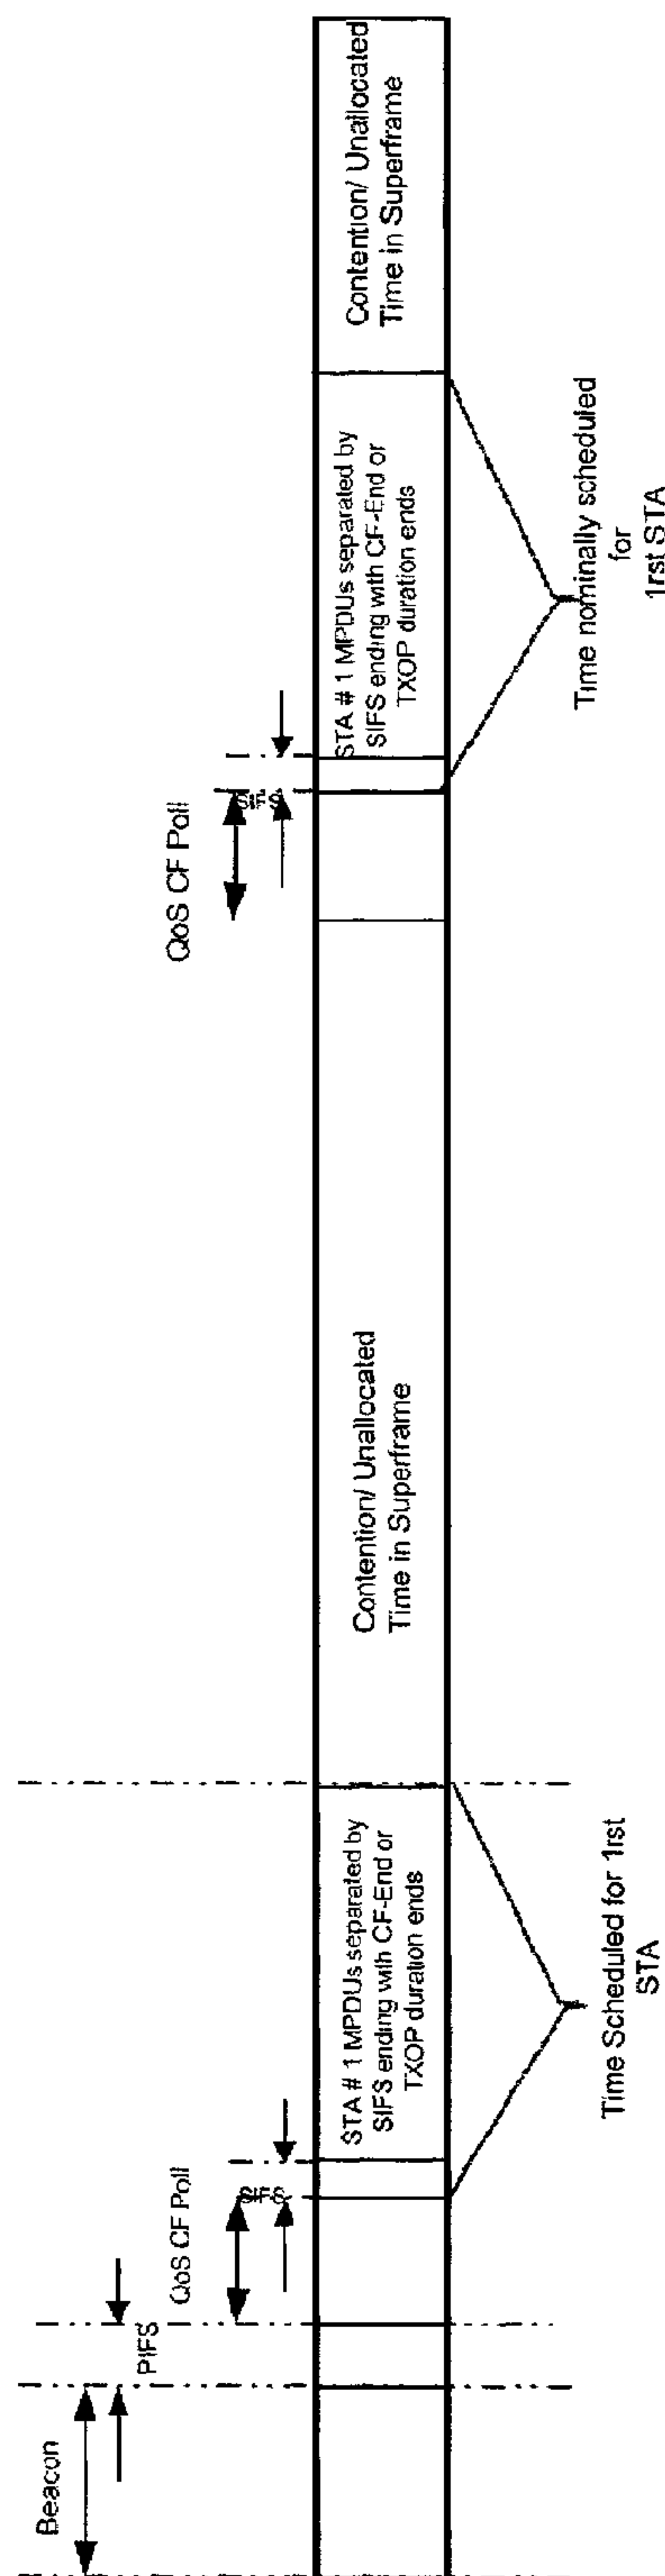 Beacon
PIFS
QoS CF Poll
SIFS
STA # 1 MPDUs separated by
SIFS ending with CF-End or
TXOP duration ends
Time Scheduled for 1rst
STA
Contention/ Unallocated
Time in Superframe
QoS CF Poll
SIFS
STA # 1 MPDUs separated by
SIFS ending with CF-End or
TXOP duration ends
Time nominally scheduled
for
1rst STA
Contention/ Unallocated
Time in Superframe